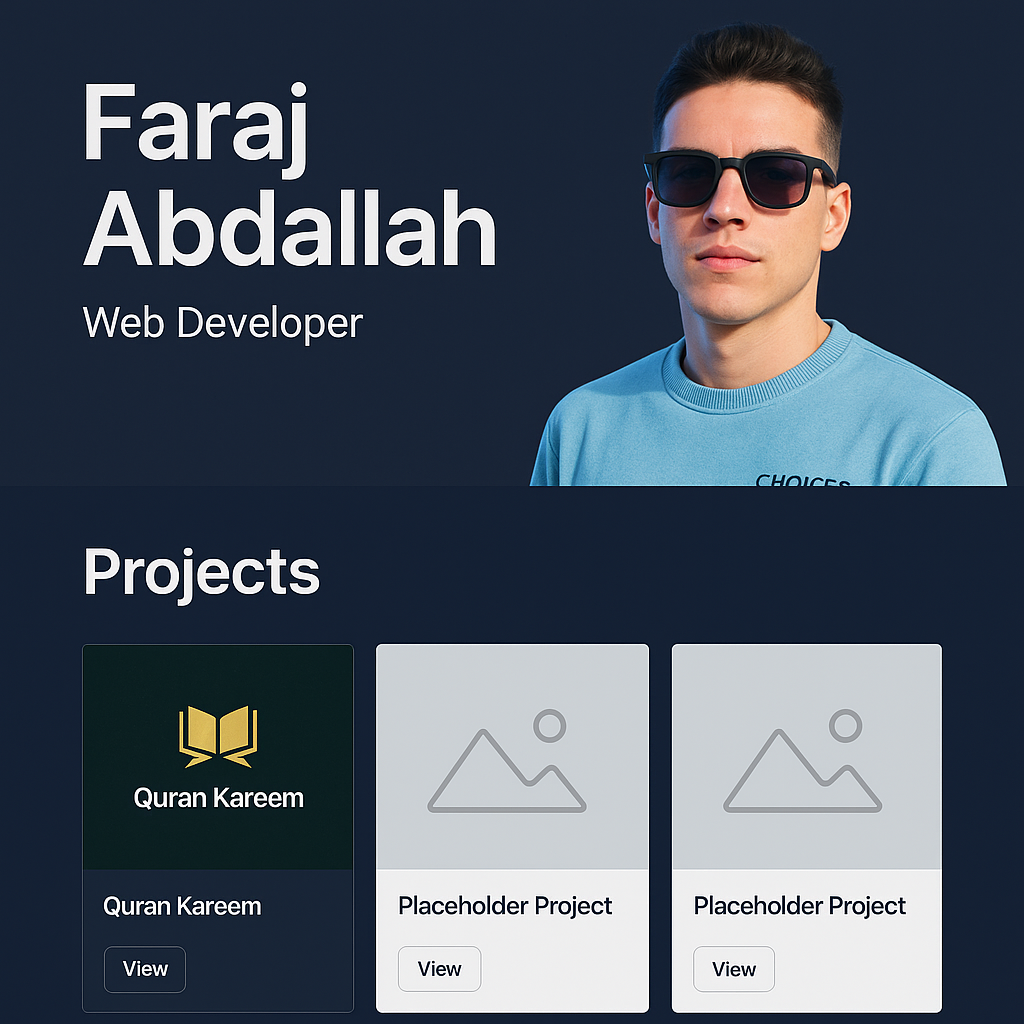 Faraj
Abdallah
Web Developer
CHOICES
Projects
Quran Kareem
Quran Kareem
View
Placeholder Project
View
Placeholder Project
View